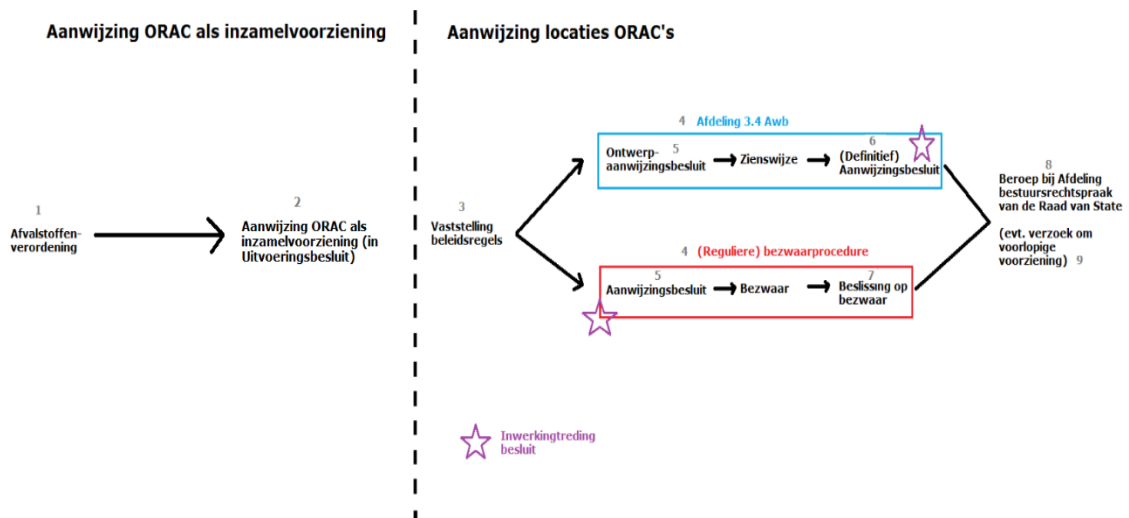 Aanwijzing ORAC als inzamelvoorziening
Aanwijzing locaties ORAC's
1
Afvalstoffen-
verordening
2
Aanwijzing ORAC als
inzamelvoorziening (in
Uitvoeringsbesluit)
3
Vaststelling
beleidsregels
4 Afdeling 3.4 Awb
5
Ontwerp-
aanwijzingsbesluit
Zienswijze
6
(Definitief)
Aanwijzingsbesluit
4 (Reguliere) bezwaarprocedure
5
Aanwijzingsbesluit
Bezwaar
7
Beslissing op
bezwaar
8
Beroep bij Afdeling
bestuursrechtspraak
van de Raad van State
(evt. verzoek om
voorlopige
voorziening) 9
Inwerkingtreding
besluit